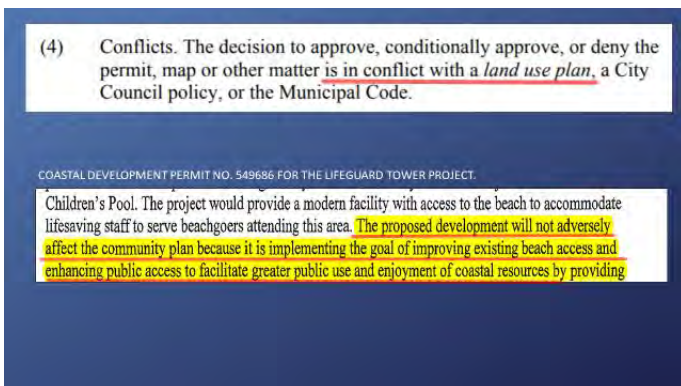 (4) Conflicts. The decision to approve, conditionally approve, or deny the
permit, map or other matter is in conflict with a land use plan, a City
Council policy, or the Municipal Code.
COASTAL DEVELOPMENT PERMIT NO. 549686 FOR THE LIFEGUARD TOWER PROJECT.
Children's Pool. The project would provide a modern facility with access to the beach to accommodate
lifesaving staff to serve beachgoers attending this area. The proposed development will not adversely
affect the community plan because it is implementing the goal of improving existing beach access and
enhancing public access to facilitate greater public use and enjoyment of coastal resources by providing